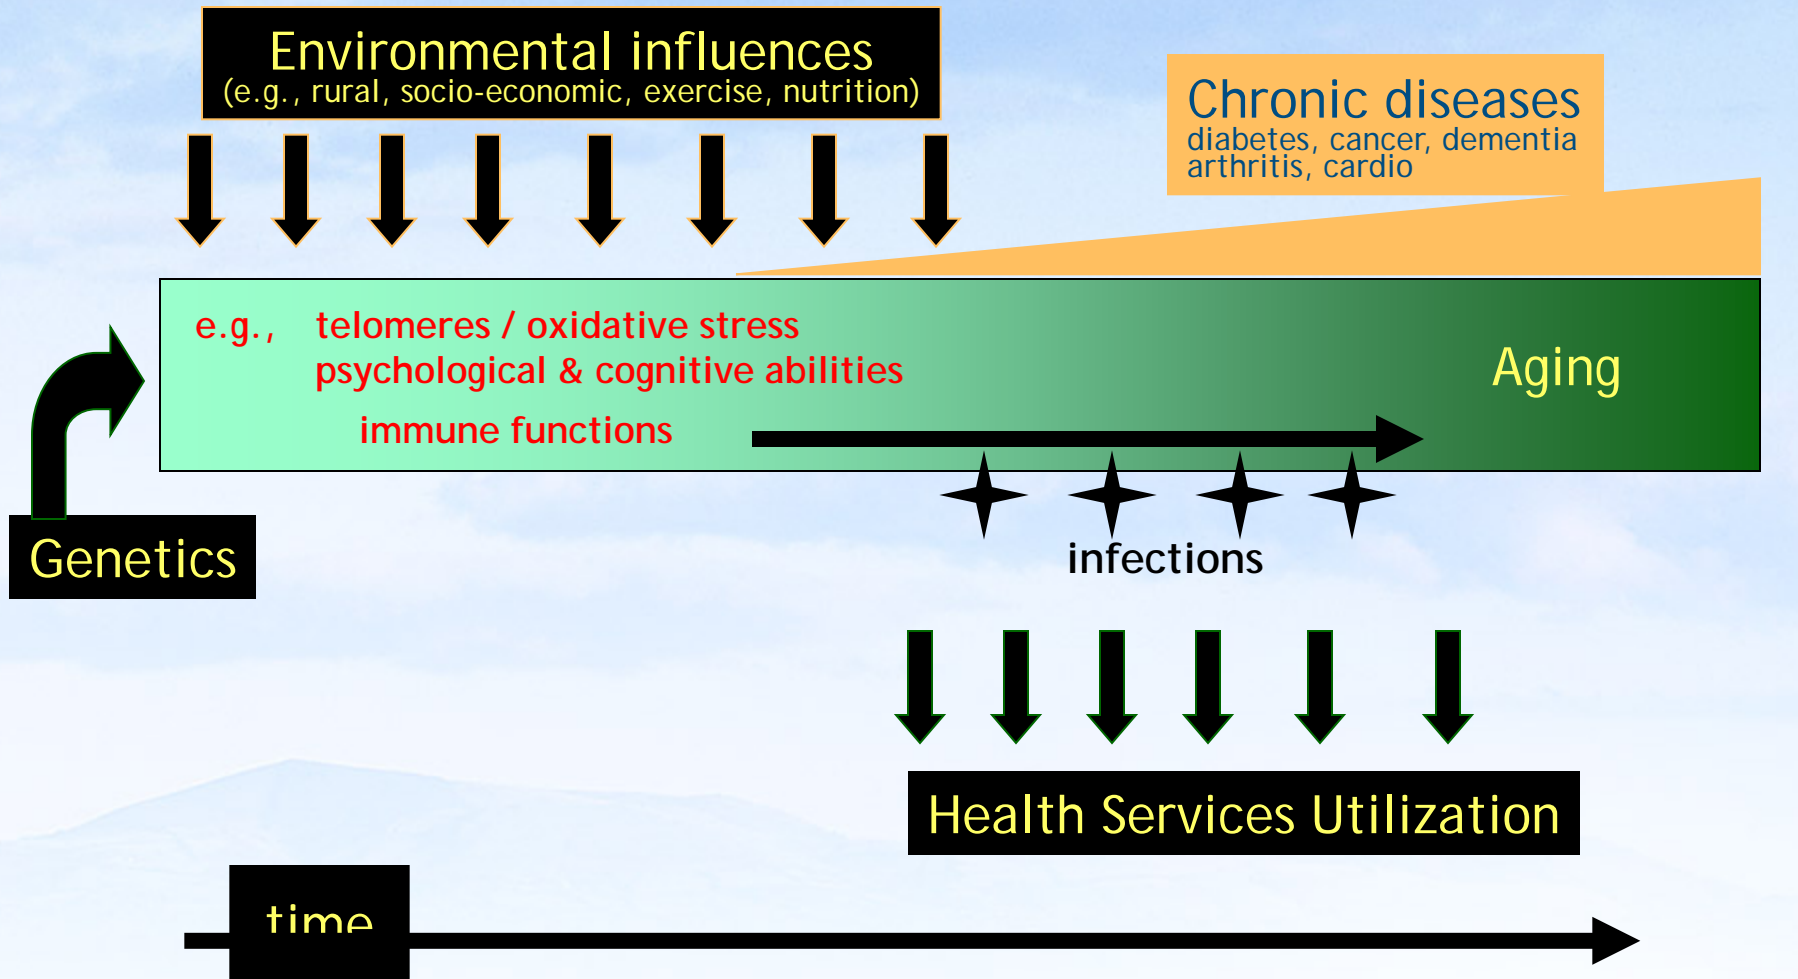 Environmental influences
(e.g., rural, socio-economic, exercise, nutrition)
Chronic diseases
diabetes, cancer, dementia
arthritis, cardio
e.g., telomeres / oxidative stress
psychological & cognitive abilities
immune functions
Aging
Genetics
infections
Health Services Utilization
time